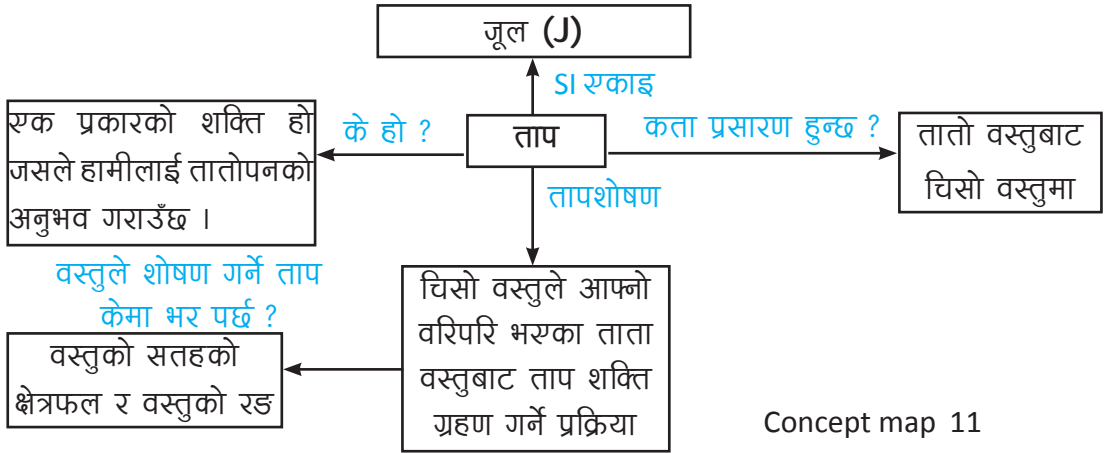 जूल (J)
SI एकाइ
एक प्रकारको शक्ति हो
जसले हामीलाई तातोपनको
अनुभव गराउँछ ।
के हो ?
ताप
कता प्रसारण हुन्छ ?
तातो वस्तुबाट
चिसो वस्तुमा
तापशोषण
वस्तुले शोषण गर्ने ताप
केमा भर पर्छ ?
चिसो वस्तुले आफ्नो
वरिपरि भएका ताता
वस्तुबाट ताप शक्ति
ग्रहण गर्ने प्रक्रिया
वस्तुको सतहको
क्षेत्रफल र वस्तुको रङ
Concept map 11